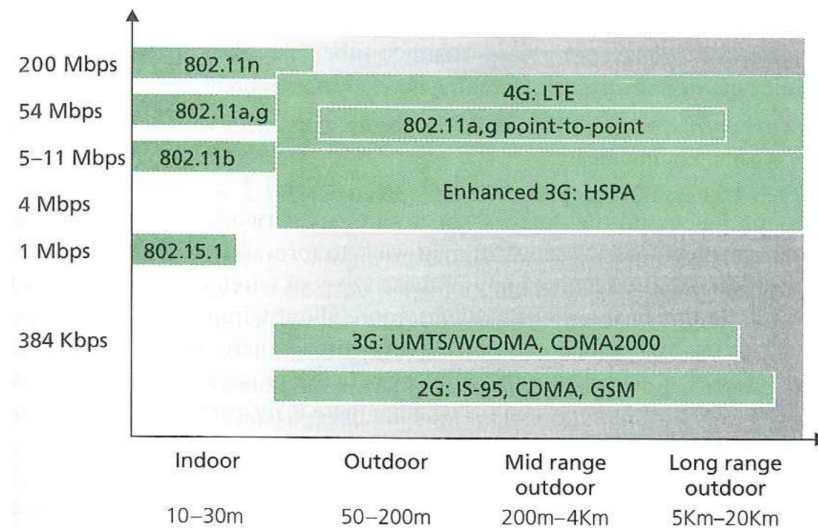 200 Mbps
802.11n
4G: LTE
54 Mbps
802.11a,g
802.11a,g point-to-point
5–11 Mbps
802.11b
Enhanced 3G: HSPA
4 Mbps
1 Mbps
802.15.1
384 Kbps
3G: UMTS/WCDMA, CDMA2000
2G: IS-95, CDMA, GSM
Indoor
Outdoor
Mid range
outdoor
Long range
outdoor
10–30m
50–200m
200m–4Km
5Km–20Km